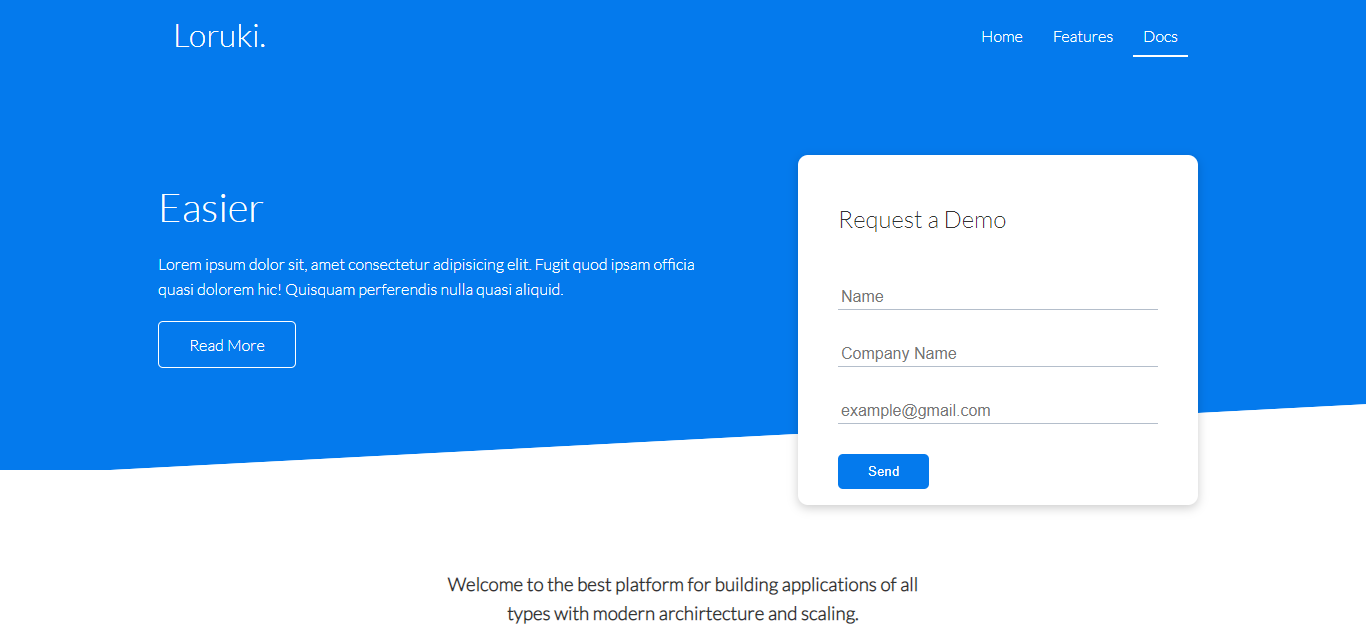 Loruki.
Home Features Docs
Easier
Lorem ipsum dolor sit, amet consectetur adipisicing elit. Fugit quod ipsam officia
quasi dolorem hic! Quisquam perferendis nulla quasi aliquid.
Read More
Request a Demo
Name
Company Name
example@gmail.com
Send
Welcome to the best platform for building applications of all
types with modern archirtecture and scaling.